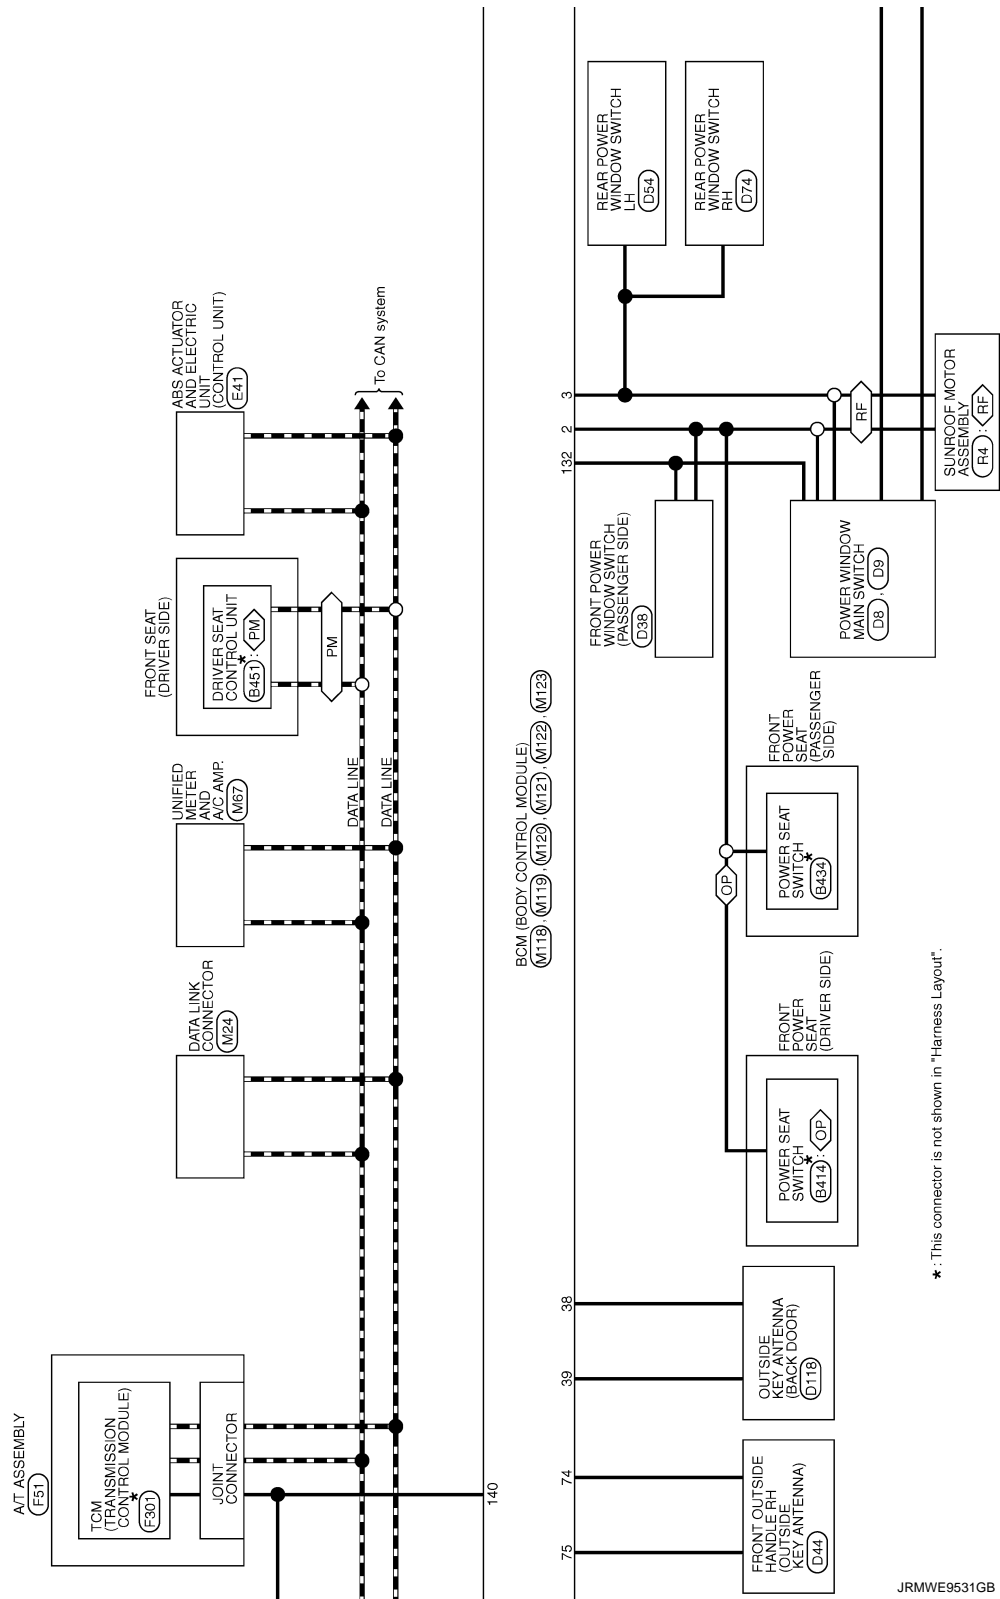 A/T ASSEMBLY
F51
TCM
(TRANSMISSION
CONTROL MODULE)
*
F301
JOINT
CONNECTOR
DATA LINK
CONNECTOR
M24
UNIFIED
METER
AND
A/C AMP.
M67
FRONT SEAT
(DRIVER SIDE)
DRIVER SEAT
CONTROL UNIT
*
B451 : PM
PM
ABS ACTUATOR
AND ELECTRIC
UNIT
(CONTROL UNIT)
E41
DATA LINE
DATA LINE
To CAN system
140
BCM (BODY CONTROL MODULE)
M118 , M119 , M120 , M121 , M122 , M123
75
74
39
38
132
2
3
FRONT OUTSIDE
HANDLE RH
(OUTSIDE
KEY ANTENNA)
D44
OUTSIDE
KEY ANTENNA
(BACK DOOR)
D118
FRONT
POWER
SEAT
(DRIVER SIDE)
POWER SEAT
SWITCH
*
B414 : OP
OP
FRONT
POWER
SEAT
(PASSENGER
SIDE)
POWER SEAT
SWITCH
*
B434
FRONT POWER
WINDOW SWITCH
(PASSENGER SIDE)
D38
POWER WINDOW
MAIN SWITCH
D8 , D9
RF
REAR POWER
WINDOW SWITCH
LH
D54
REAR POWER
WINDOW SWITCH
RH
D74
SUNROOF MOTOR
ASSEMBLY
R4 : RF
* : This connector is not shown in "Harness Layout".
JRMWE9531GB